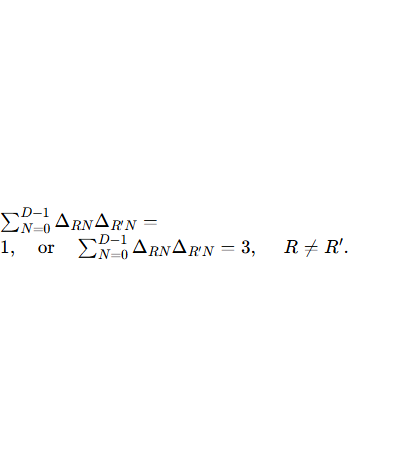 ∑_{N=0}^{D−1} Δ_{RN}Δ_{R′N} =
1, or ∑_{N=0}^{D−1} Δ_{RN}Δ_{R′N} = 3, R ≠ R′.